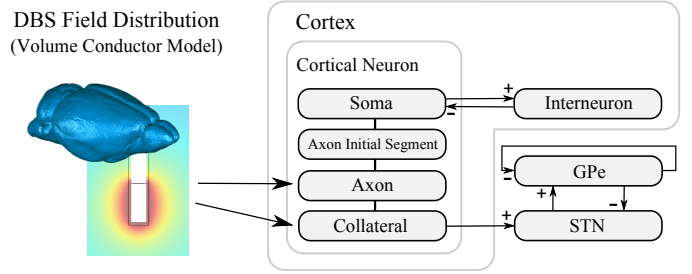 DBS Field Distribution
(Volume Conductor Model)
Cortex
Cortical Neuron
Soma
+
-
Interneuron
Axon Initial Segment
Axon
Collateral
+
-
GPe
+
-
STN